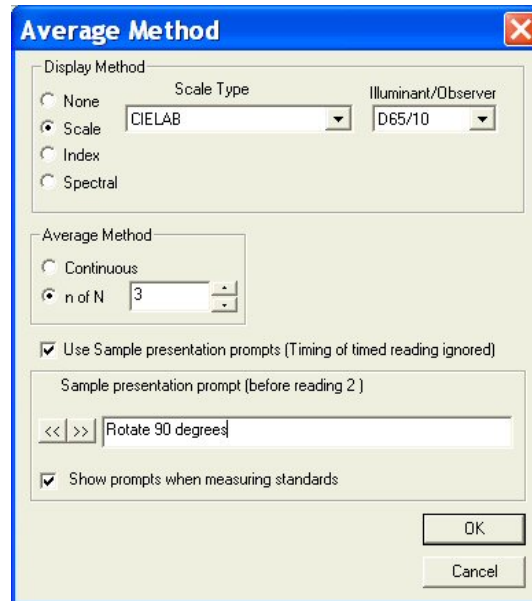 Average Method
Display Method
None
Scale
Index
Spectral
Scale Type
CIELAB
Illuminant/Observer
D65/10
Average Method
Continuous
n of N
3
Use Sample presentation prompts (Timing of timed reading ignored)
Sample presentation prompt (before reading 2 )
<< >> Rotate 90 degrees
Show prompts when measuring standards
OK
Cancel